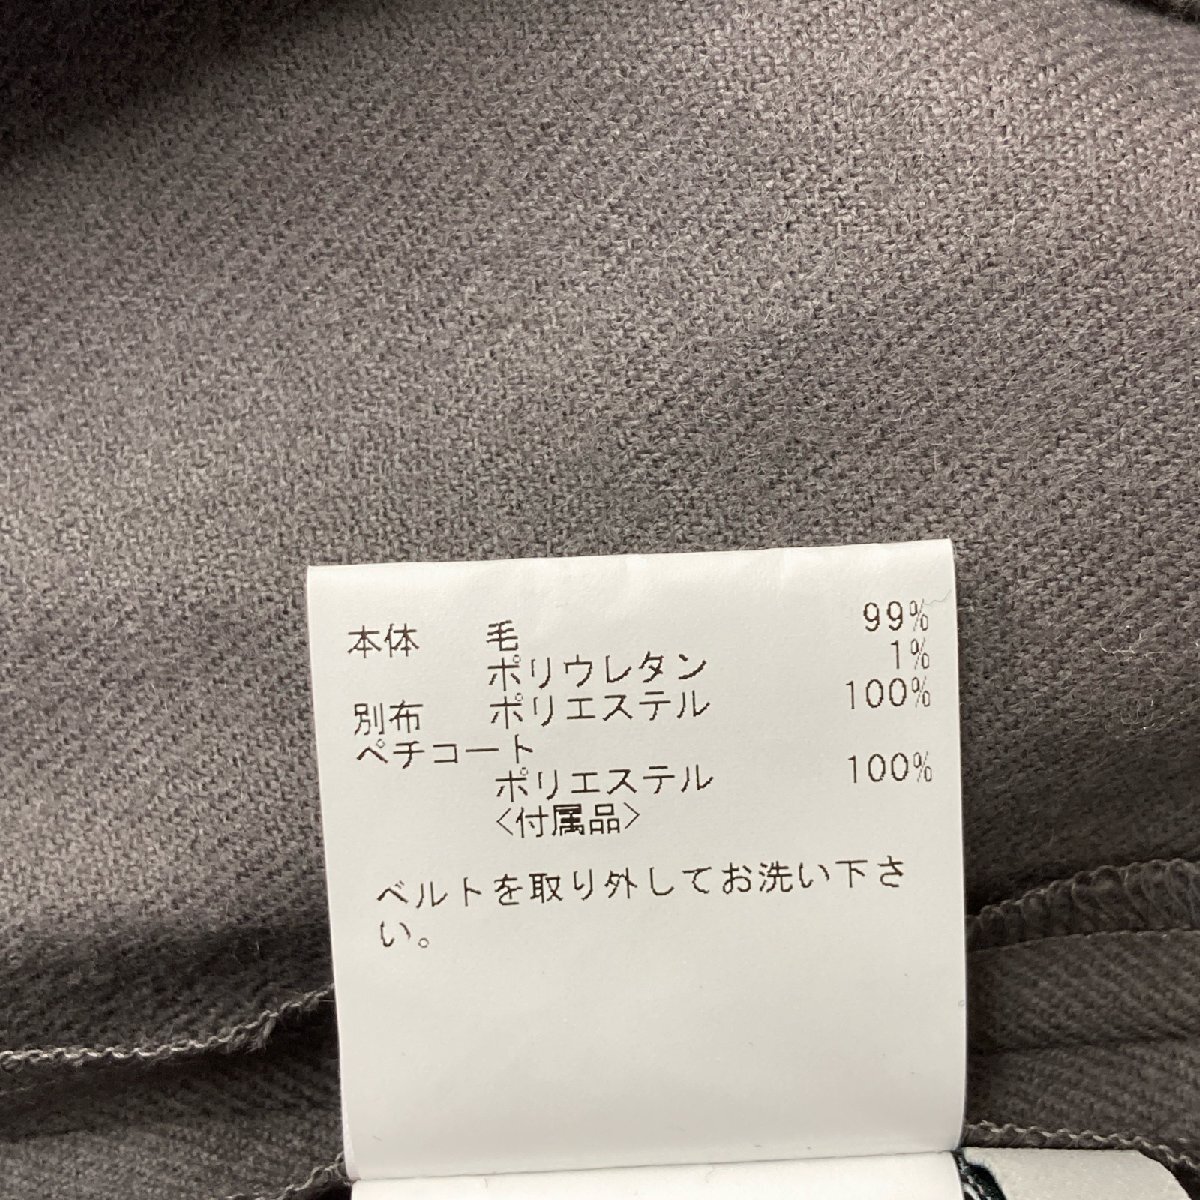 本体 毛 99%
ポリウレタン 1%
別布 ポリエステル 100%
ペチコート
ポリエステル 100%
<付属品>
ベルトを取り外してお洗い下さ
い。